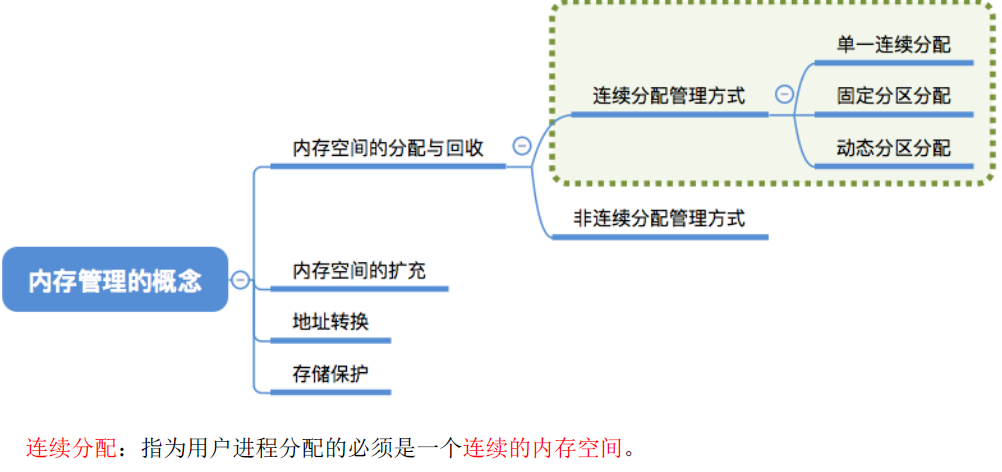 单一连续分配
连续分配管理方式
固定分区分配
动态分区分配
内存空间的分配与回收
非连续分配管理方式
内存管理的概念
内存空间的扩充
地址转换
存储保护
连续分配：指为用户进程分配的必须是一个连续的内存空间。